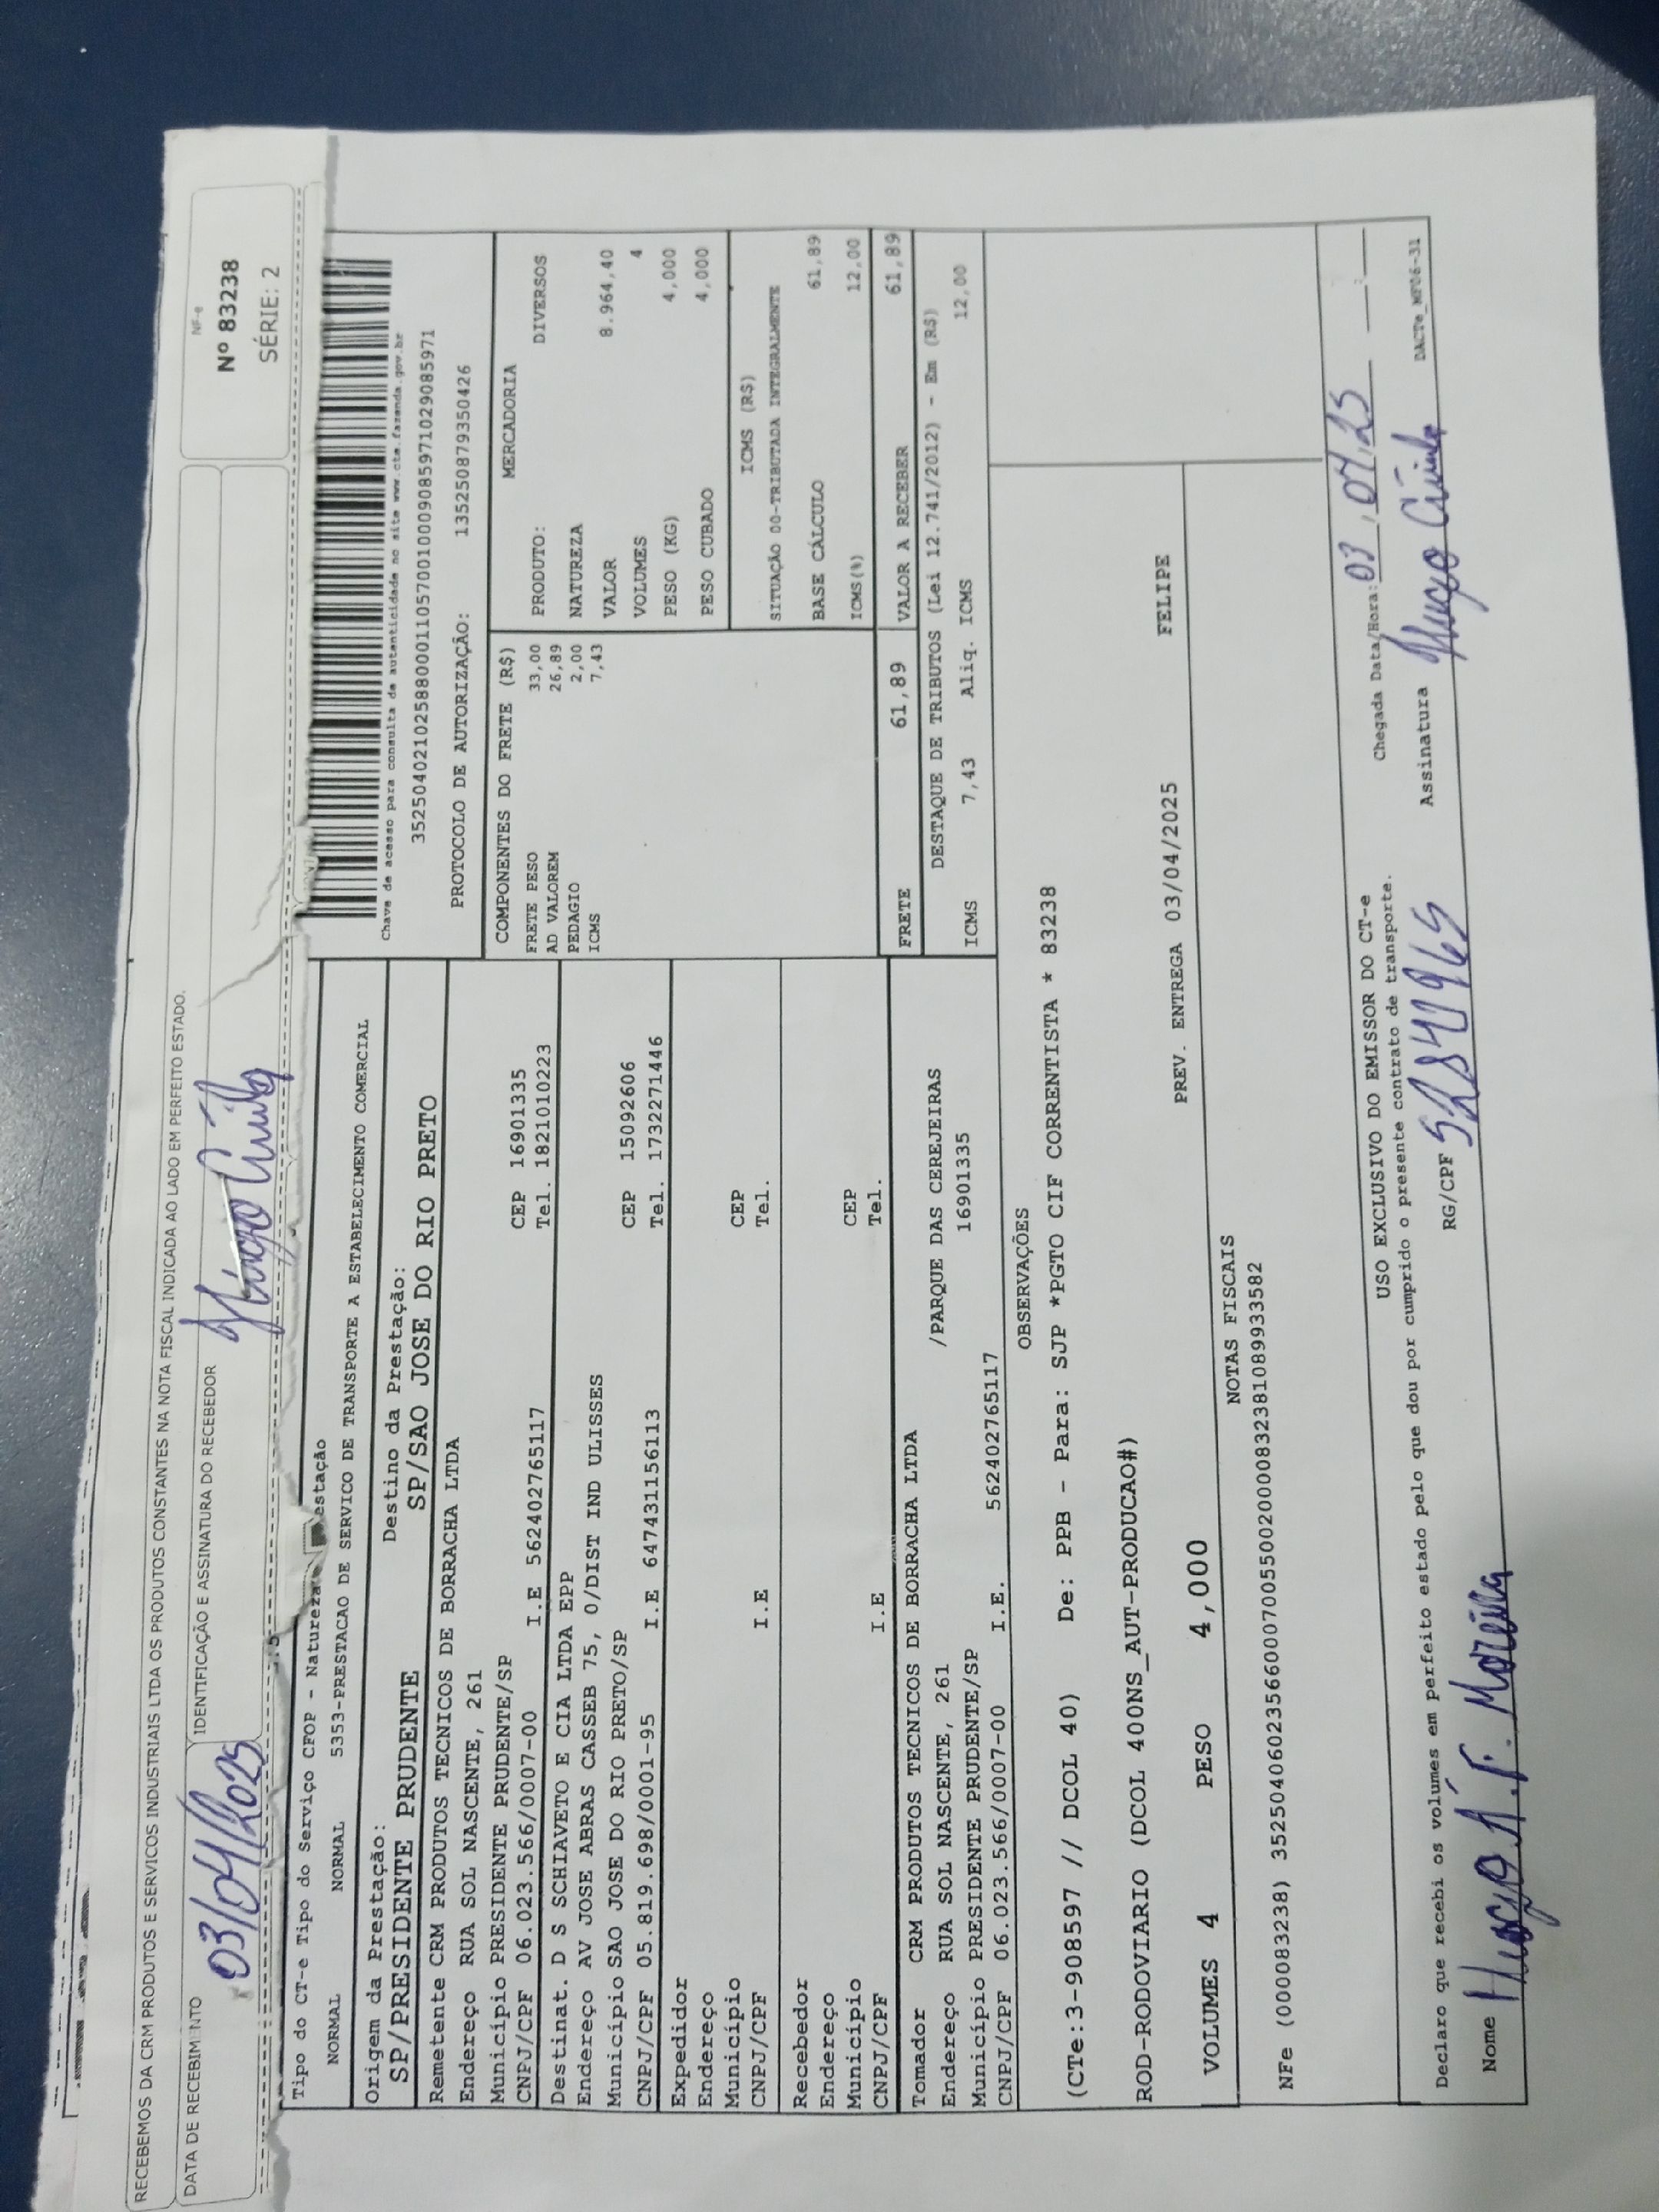 RECEBEMOS DA CRM PRODUTOS E SERVICOS INDUSTRIAIS LTDA OS PRODUTOS CONSTANTES NA NOTA FISCAL INDICADA AO LADO EM PERFEITO ESTADO.
NF-e
Nº 83238
SÉRIE: 2
DATA DE RECEBIMENTO
03/04/2025
IDENTIFICAÇÃO E ASSINATURA DO RECEBEDOR
Tipo do CT-e Tipo do Serviço CFOP - Natureza estação
NORMAL NORMAL 5353-PRESTACAO DE SERVICO DE TRANSPORTE A ESTABELECIMENTO COMERCIAL
Origem da Prestação: Destino da Prestação:
SP/PRESIDENTE PRUDENTE SP/SAO JOSE DO RIO PRETO
Remetente CRM PRODUTOS TECNICOS DE BORRACHA LTDA
Endereço RUA SOL NASCENTE, 261
Município PRESIDENTE PRUDENTE/SP CEP 16901335
CNPJ/CPF 06.023.566/0007-00 I.E 562402765117 Tel. 1821010223
Destinat. D S SCHIAVETO E CIA LTDA EPP
Endereço AV JOSE ABRAS CASSEB 75, 0/DIST IND ULISSES
Município SAO JOSE DO RIO PRETO/SP CEP 15092606
CNPJ/CPF 05.819.698/0001-95 I.E 647431156113 Tel. 1732271446
Expedidor
Endereço
Município CEP
CNPJ/CPF I.E Tel.
Recebedor
Endereço
Município CEP
CNPJ/CPF I.E Tel.
Tomador CRM PRODUTOS TECNICOS DE BORRACHA LTDA
Endereço RUA SOL NASCENTE, 261 /PARQUE DAS CEREJEIRAS
Município PRESIDENTE PRUDENTE/SP 16901335
CNPJ/CPF 06.023.566/0007-00 I.E. 562402765117
Chave de acesso para consulta de autenticidade no site www.cte.fazenda.gov.br
35250402102588000110570010009085971029085971
PROTOCOLO DE AUTORIZAÇÃO: 135250879350426
COMPONENTES DO FRETE (R$)
FRETE PESO 33,00
AD VALOREM 26,89
PEDAGIO 2,00
ICMS 7,43
MERCADORIA
PRODUTO: DIVERSOS
NATUREZA
VALOR 8.964,40
VOLUMES 4
PESO (KG) 4,000
PESO CUBADO 4,000
ICMS (R$)
SITUAÇÃO 00-TRIBUTADA INTEGRALMENTE
BASE CÁLCULO 61,89
ICMS(%) 12,00
FRETE 61,89 VALOR A RECEBER 61,89
DESTAQUE DE TRIBUTOS (Lei 12.741/2012) - Em (R$)
ICMS 7,43 Aliq. ICMS 12,00
OBSERVAÇÕES
(CTe:3-908597 // DCOL 40) De: PPB - Para: SJP *PGTO CIF CORRENTISTA * 83238
ROD-RODOVIARIO (DCOL 400NS_AUT-PRODUCAO#)
PREV. ENTREGA 03/04/2025 FELIPE
VOLUMES 4 PESO 4,000
NOTAS FISCAIS
NFe (000083238) 35250406023566000700550020000832381089933582
USO EXCLUSIVO DO EMISSOR DO CT-e
Chegada Data/Hora: 03,04,25 :
Declaro que recebi os volumes em perfeito estado pelo que dou por cumprido o presente contrato de transporte.
Nome RG/CPF Assinatura
DACTe_MF06-31